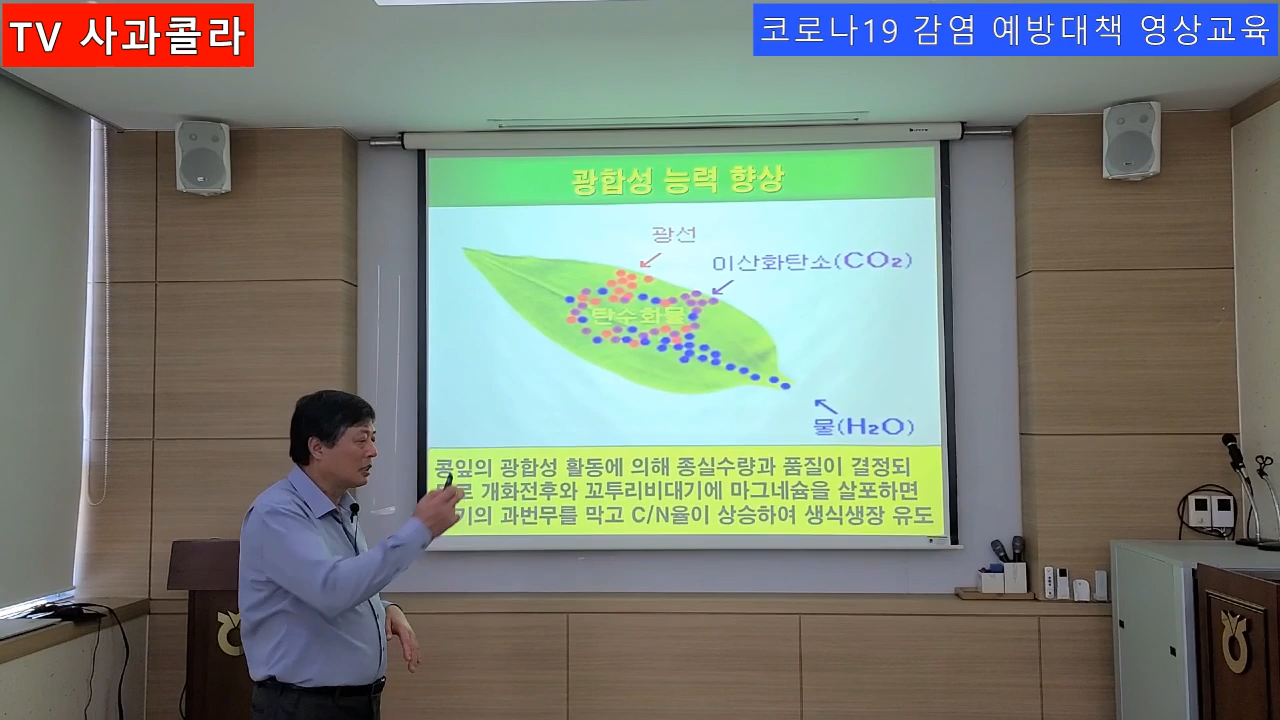 TV 사과콜라
코로나19 감염 예방대책 영상교육
광합성 능력 향상
광선
이산화탄소(CO₂)
탄수화물
물(H₂O)
콩잎의 광합성 활동에 의해 종실수량과 품질이 결정되
개화전후와 꼬투리비대기에 마그네슘을 살포하면
과번무를 막고 C/N율이 상승하여 생식생장 유도